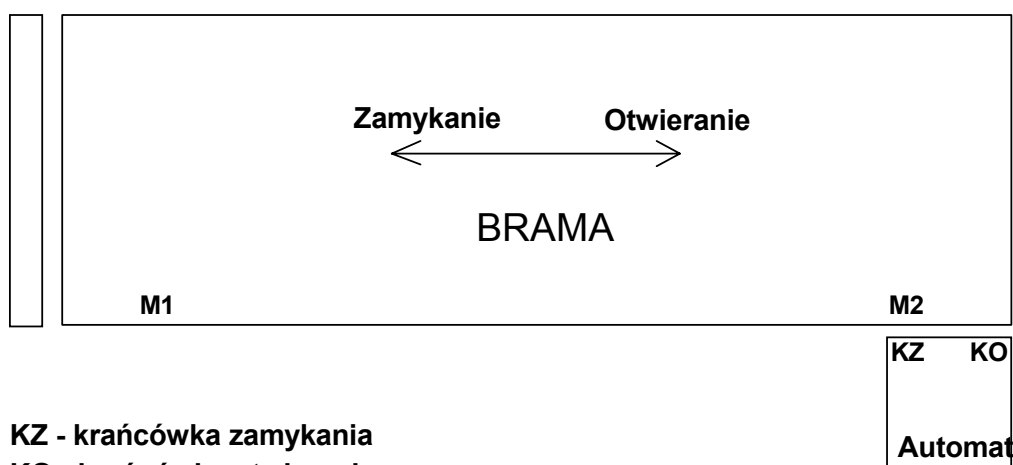 Zamykanie Otwieranie
BRAMA
M1 M2
KZ KO
KZ - krańcówka zamykania
Automat